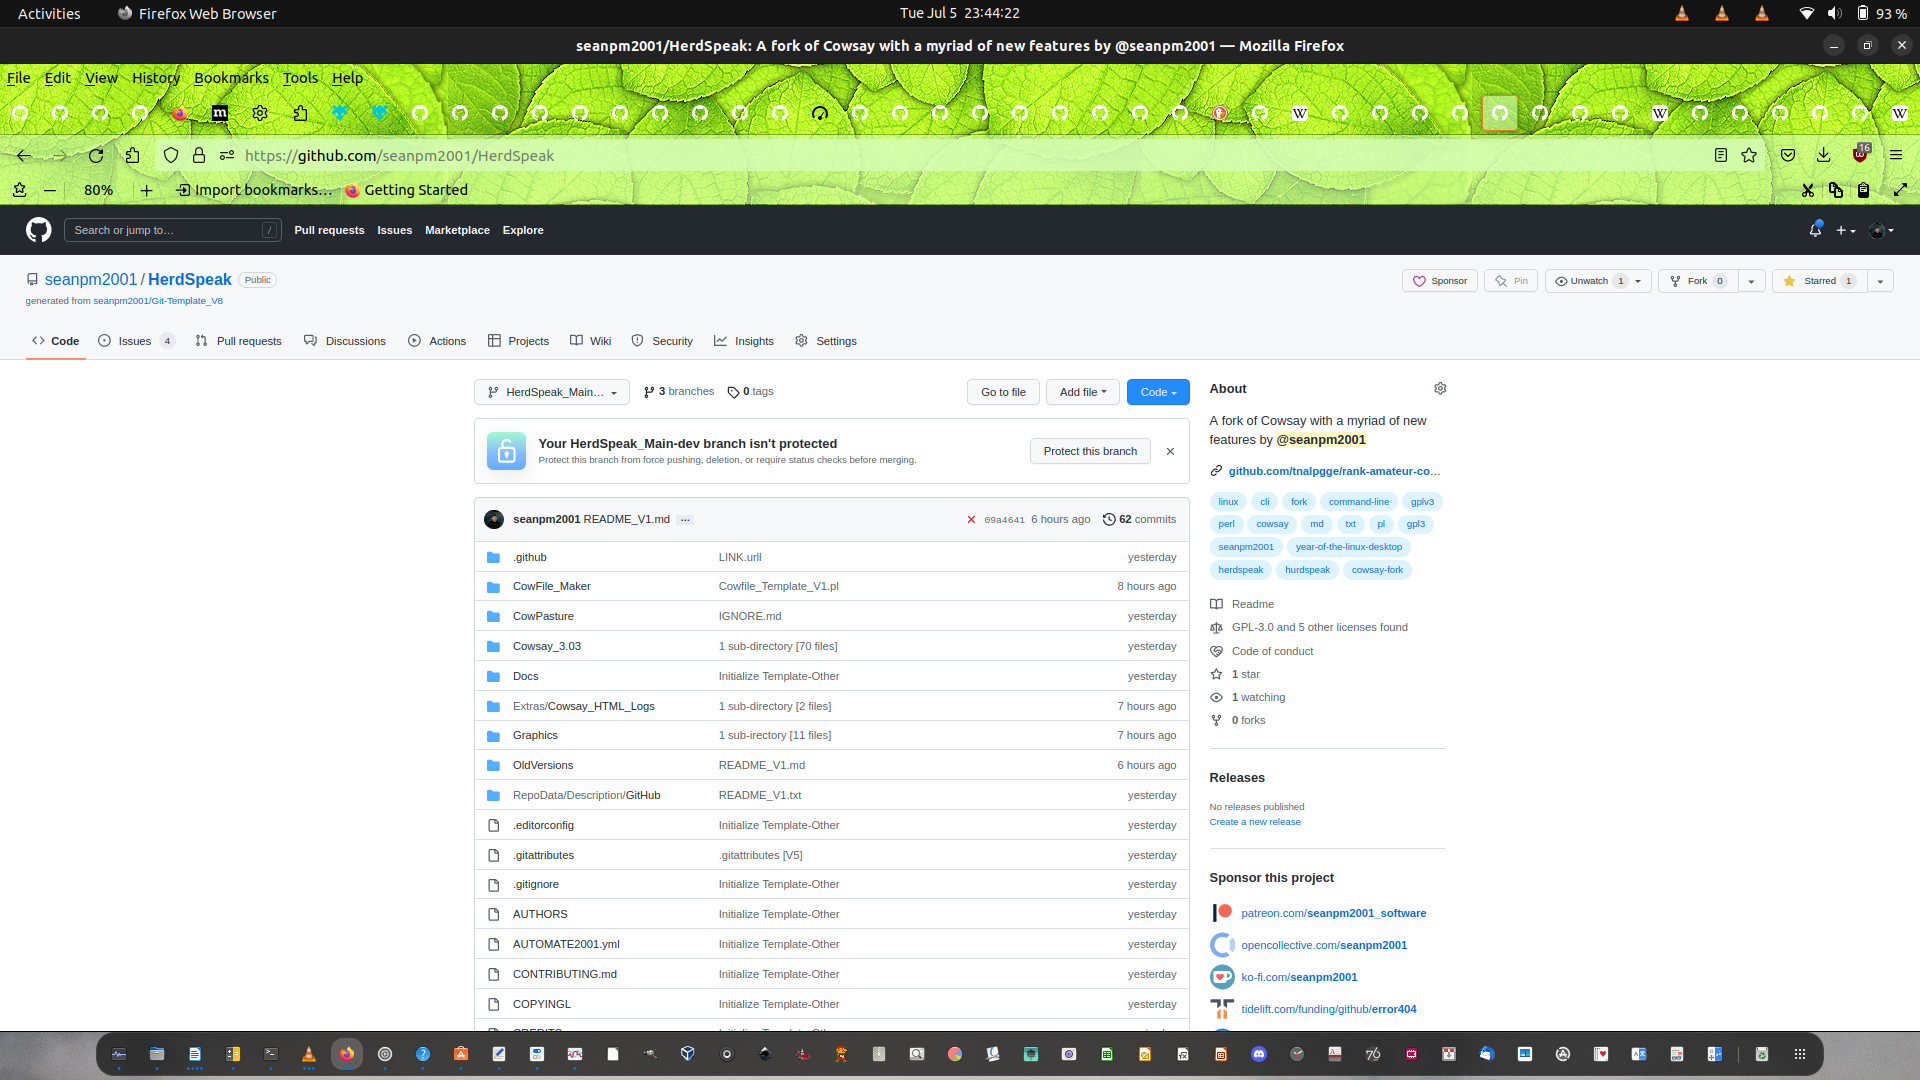 Activities
Firefox Web Browser
Tue Jul 5  23:44:22
93 %
seanpm2001/HerdSpeak: A fork of Cowsay with a myriad of new features by @seanpm2001 — Mozilla Firefox
File Edit View History Bookmarks Tools Help
https://github.com/seanpm2001/HerdSpeak
16
80%
Import bookmarks...
Getting Started
Search or jump to...
/
Pull requests Issues Marketplace Explore
seanpm2001 / HerdSpeak Public
generated from seanpm2001/Git-Template_V8
Sponsor
Pin
Unwatch 1
Fork 0
Starred 1
Code
Issues 4
Pull requests
Discussions
Actions
Projects
Wiki
Security
Insights
Settings
HerdSpeak_Main...
3 branches
0 tags
Go to file
Add file
Code
Your HerdSpeak_Main-dev branch isn't protected
Protect this branch from force pushing, deletion, or require status checks before merging.
Protect this branch
seanpm2001 README_V1.md ...
09a4641 6 hours ago
62 commits
.github LINK.urll yesterday
CowFile_Maker Cowfile_Template_V1.pl 8 hours ago
CowPasture IGNORE.md yesterday
Cowsay_3.03 1 sub-directory [70 files] yesterday
Docs Initialize Template-Other yesterday
Extras/Cowsay_HTML_Logs 1 sub-directory [2 files] 7 hours ago
Graphics 1 sub-irectory [11 files] 7 hours ago
OldVersions README_V1.md 6 hours ago
RepoData/Description/GitHub README_V1.txt yesterday
.editorconfig Initialize Template-Other yesterday
.gitattributes .gitattributes [V5] yesterday
.gitignore Initialize Template-Other yesterday
AUTHORS Initialize Template-Other yesterday
AUTOMATE2001.yml Initialize Template-Other yesterday
CONTRIBUTING.md Initialize Template-Other yesterday
COPYINGL Initialize Template-Other yesterday
About
A fork of Cowsay with a myriad of new
features by @seanpm2001
github.com/tnalpgge/rank-amateur-co...
linux cli fork command-line gplv3
perl cowsay md txt pl gpl3
seanpm2001 year-of-the-linux-desktop
herdspeak hurdspeak cowsay-fork
Readme
GPL-3.0 and 5 other licenses found
Code of conduct
1 star
1 watching
0 forks
Releases
No releases published
Create a new release
Sponsor this project
patreon.com/seanpm2001_software
opencollective.com/seanpm2001
ko-fi.com/seanpm2001
tidelift.com/funding/github/error404